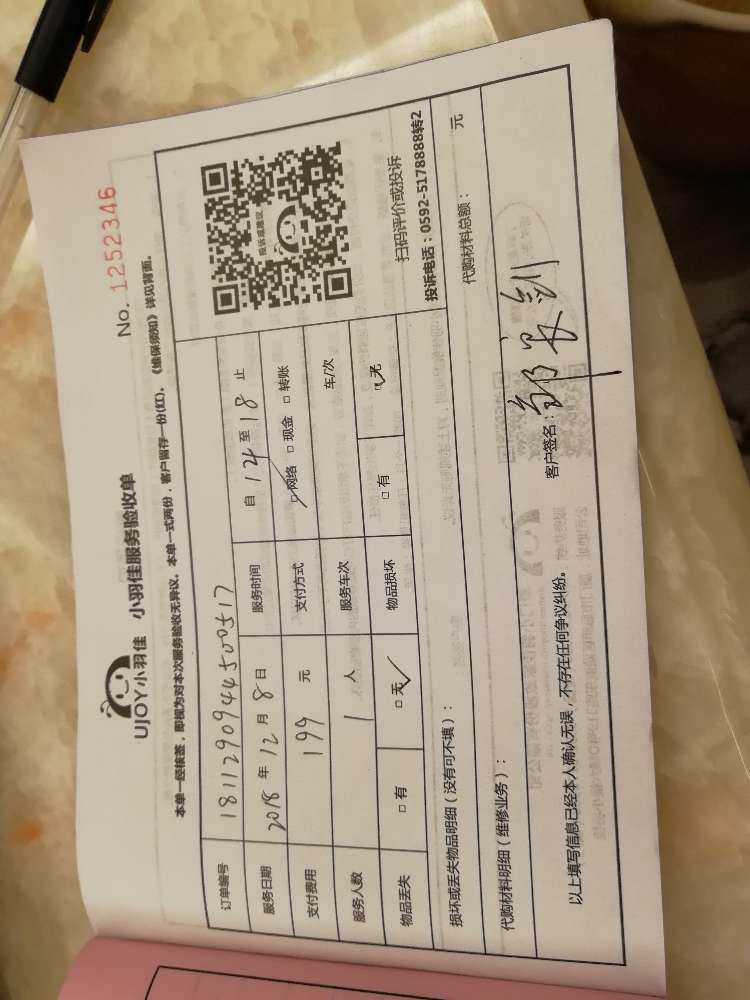 No. 1252346
UJOY小羽佳 小羽佳服务验收单
本单一经核签，即视为对本次服务验收无异议。本单一式两份，客户留存一份(红)。《维保须知》详见背面。
订单编号 1811290944500517
服务日期 2018 年 12 月 8 日 服务时间 自 14 至 18 止
支付费用 199 元 支付方式 □网络 □现金 □转账
服务人数 1 人 服务车次 车/次
物品丢失 □有 □无 物品损坏 □有 □无
投诉或建议
扫码评价或投诉
投诉电话：0592-5178888转2
损坏或丢失物品明细（没有可不填）：
代购材料明细（维修业务）： 代购材料总额： 元
以上填写信息已经本人确认无误，不存在任何争议纠纷。 客户签名：